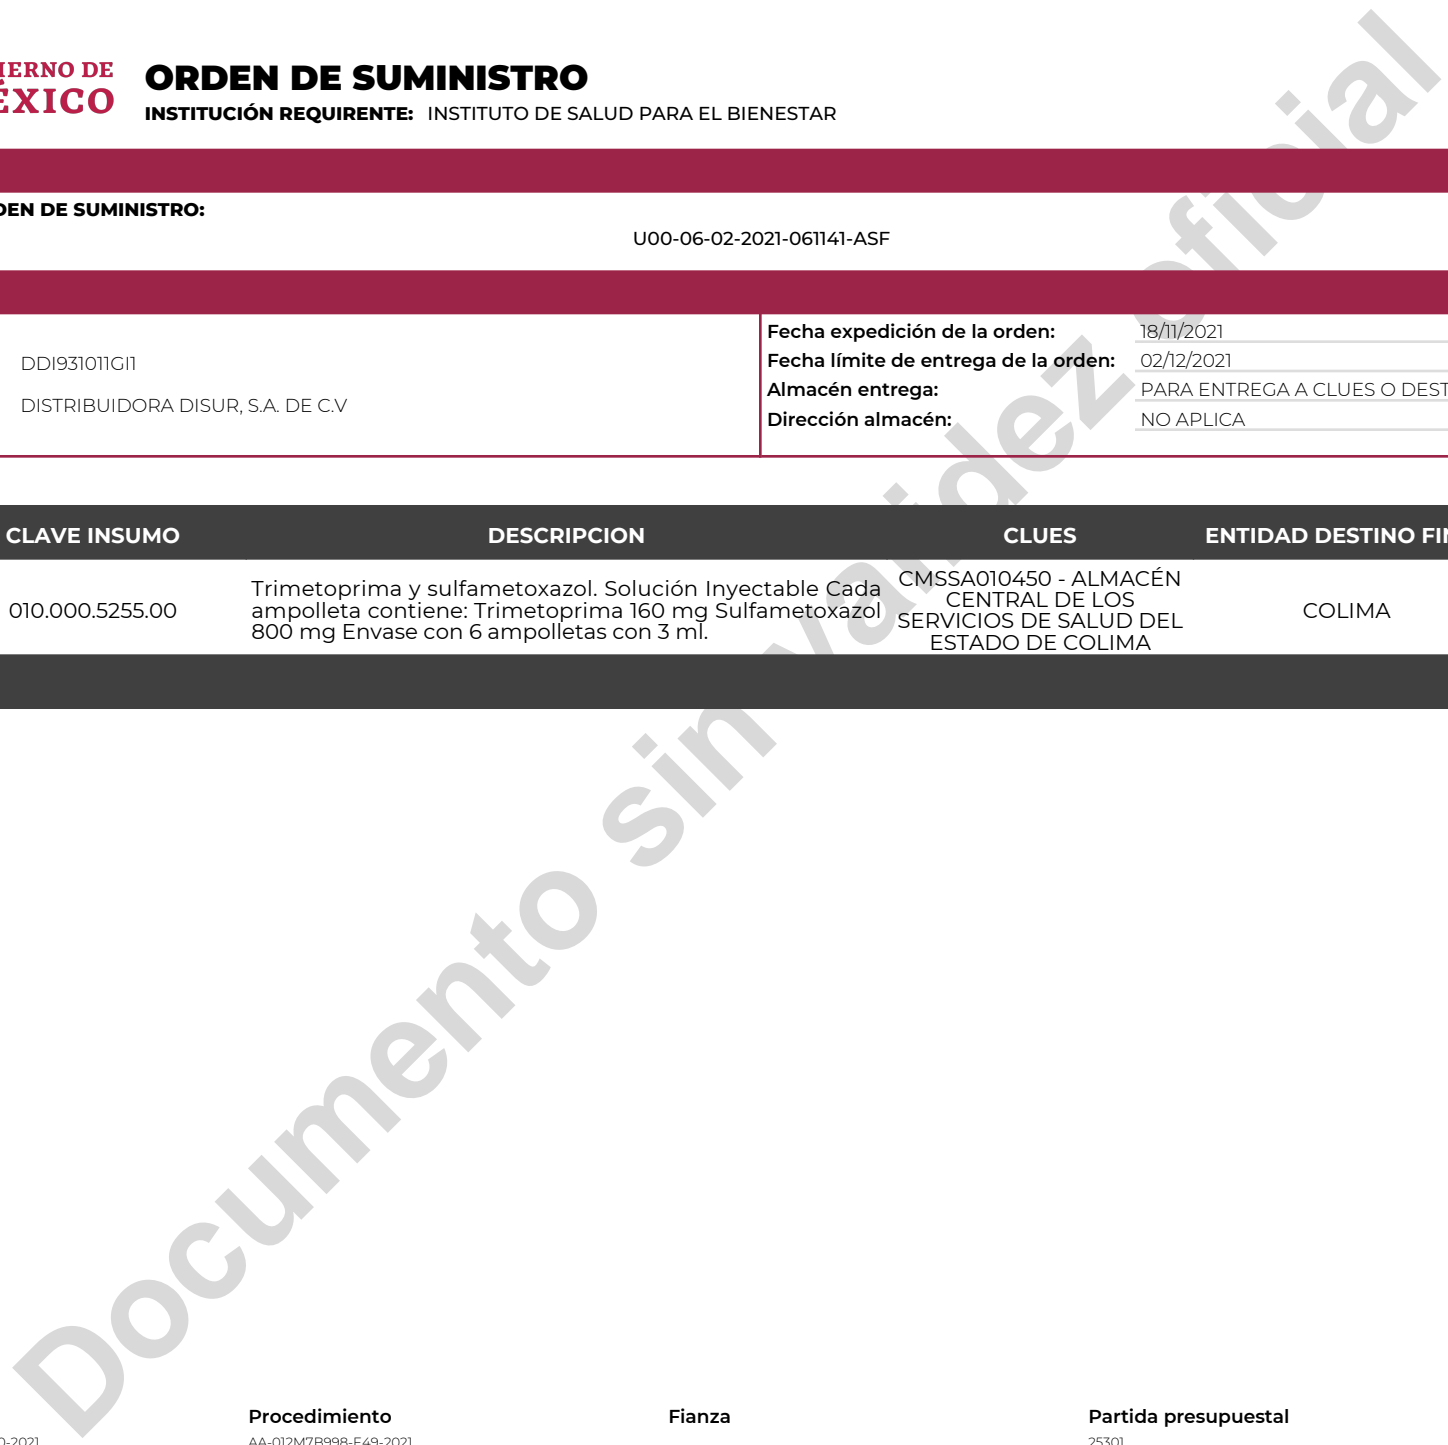 ORDEN DE SUMINISTRO
INSTITUCIÓN REQUIRENTE: INSTITUTO DE SALUD PARA EL BIENESTAR
DE
XICO
DE SUMINISTRO:
U00-06-02-2021-061141-ASF
DDI931011GI1
DISTRIBUIDORA DISUR, S.A. DE C.V
Fecha expedición de la orden: 18/11/2021
Fecha límite de entrega de la orden: 02/12/2021
Almacén entrega: PARA ENTREGA A CLUES O DEST
Dirección almacén: NO APLICA
CLAVE INSUMO DESCRIPCION CLUES ENTIDAD DESTINO FIN
010.000.5255.00
Trimetoprima y sulfametoxazol. Solución Inyectable Cada
ampolleta contiene: Trimetoprima 160 mg Sulfametoxazol
800 mg Envase con 6 ampolletas con 3 ml.
CMSSA010450 - ALMACÉN
CENTRAL DE LOS
SERVICIOS DE SALUD DEL
ESTADO DE COLIMA
COLIMA
Documento sin validez oficial
Procedimiento Fianza Partida presupuestal
-2021 AA-012M7B998-E49-2021 25301